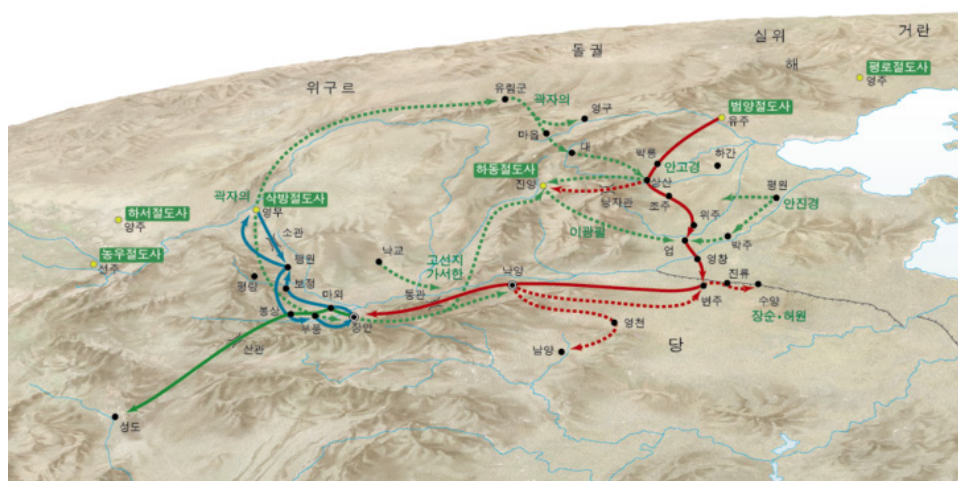 거란
실위
돌궐
해
평로절도사
영주
위구르
유림군
곽자의
영구
범양절도사
유주
마읍
대
박릉
하간
안고경
하동절도사
진양
상산
낭자관
조주
평원
안진경
곽자의
삭방절도사
영무
하서절도사
양주
소관
이광필
위주
박주
업
농우절도사
선주
낙교
고선지
가서한
영창
평원
평량
보정
마외
동관
낙양
진류
변주
수양
장순·허원
봉상
부풍
장안
산관
영천
남양
당
성도